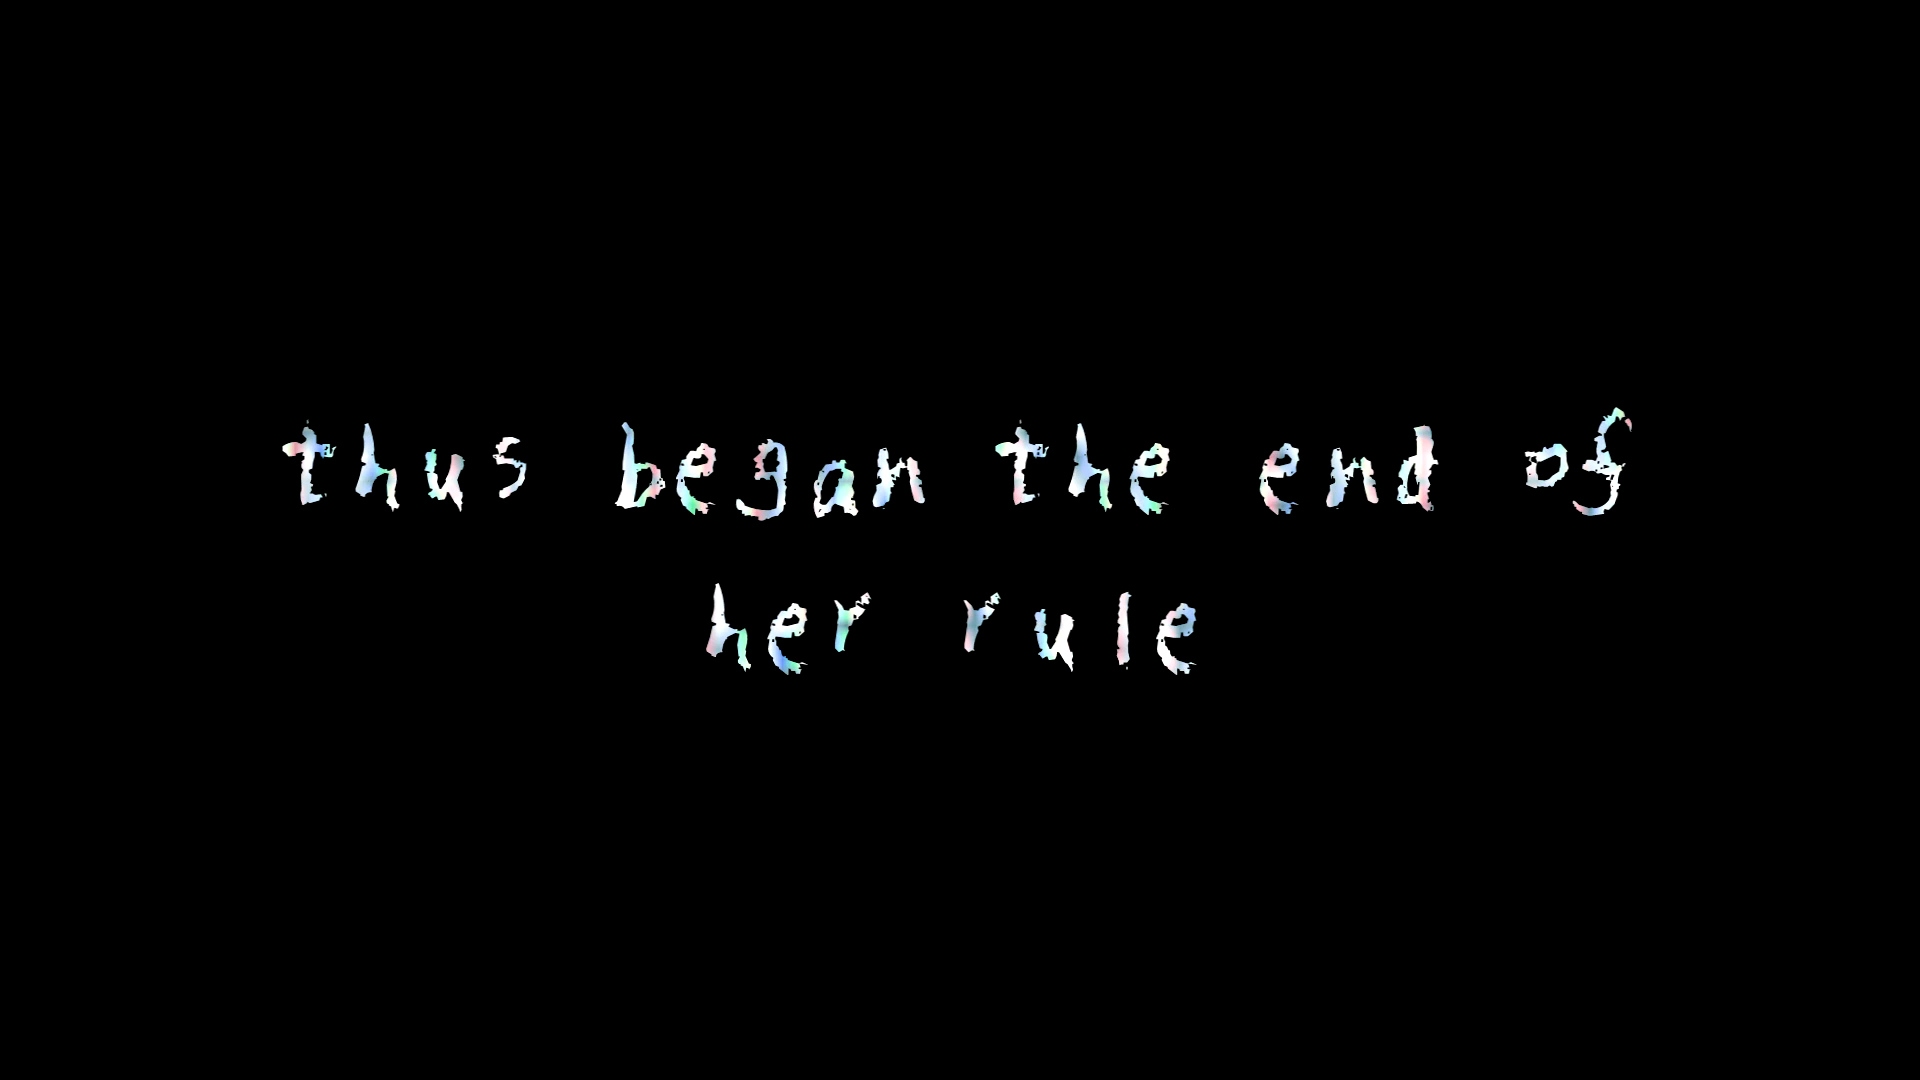 thus began the end of
her rule